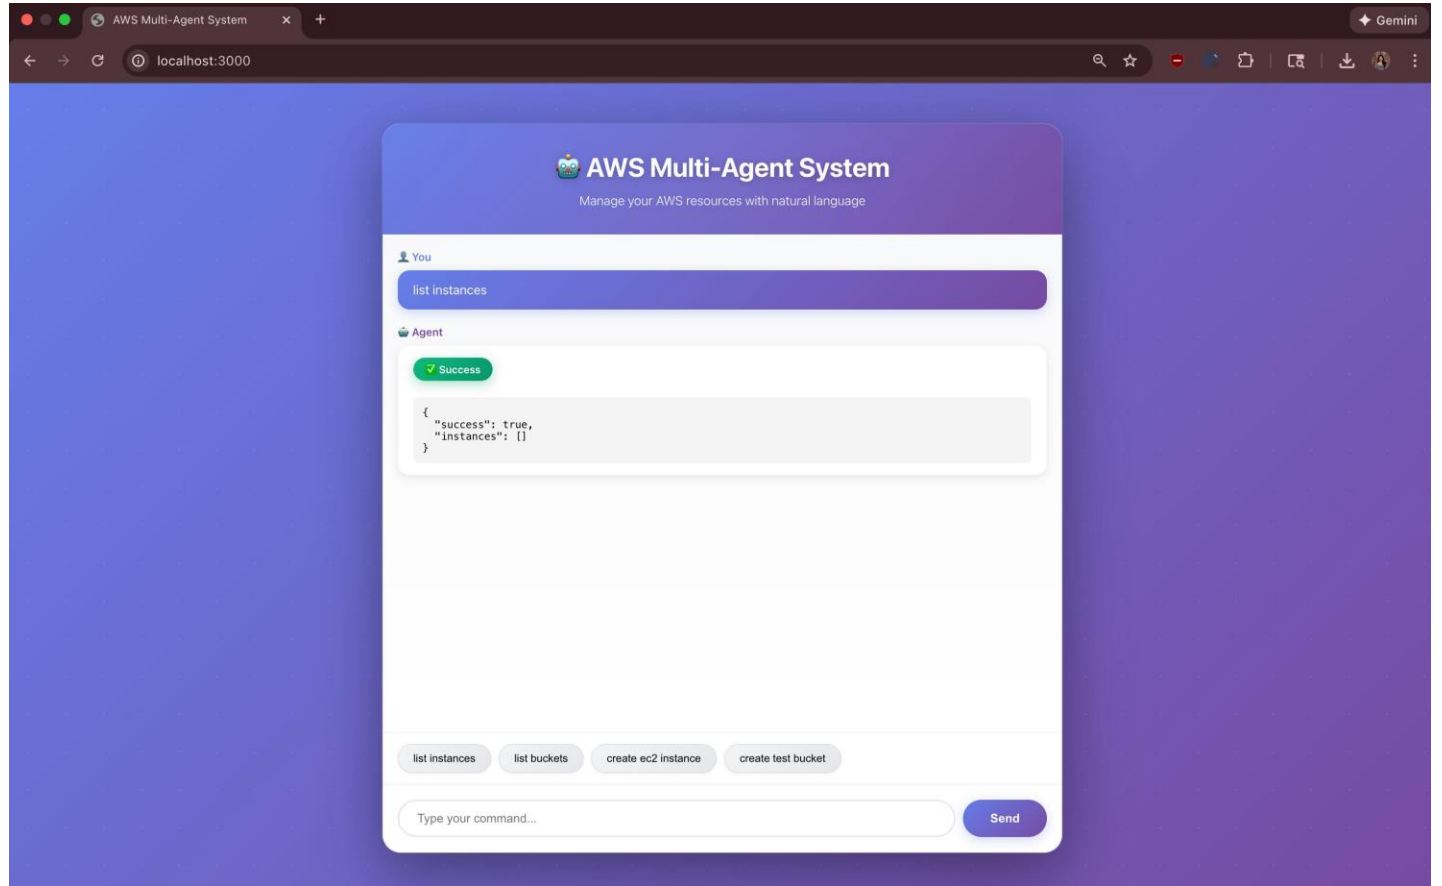 AWS Multi-Agent System
Gemini
localhost:3000
AWS Multi-Agent System
Manage your AWS resources with natural language
You
list instances
Agent
Success
{
"success": true,
"instances": []
}
list instances list buckets create ec2 instance create test bucket
Type your command...
Send